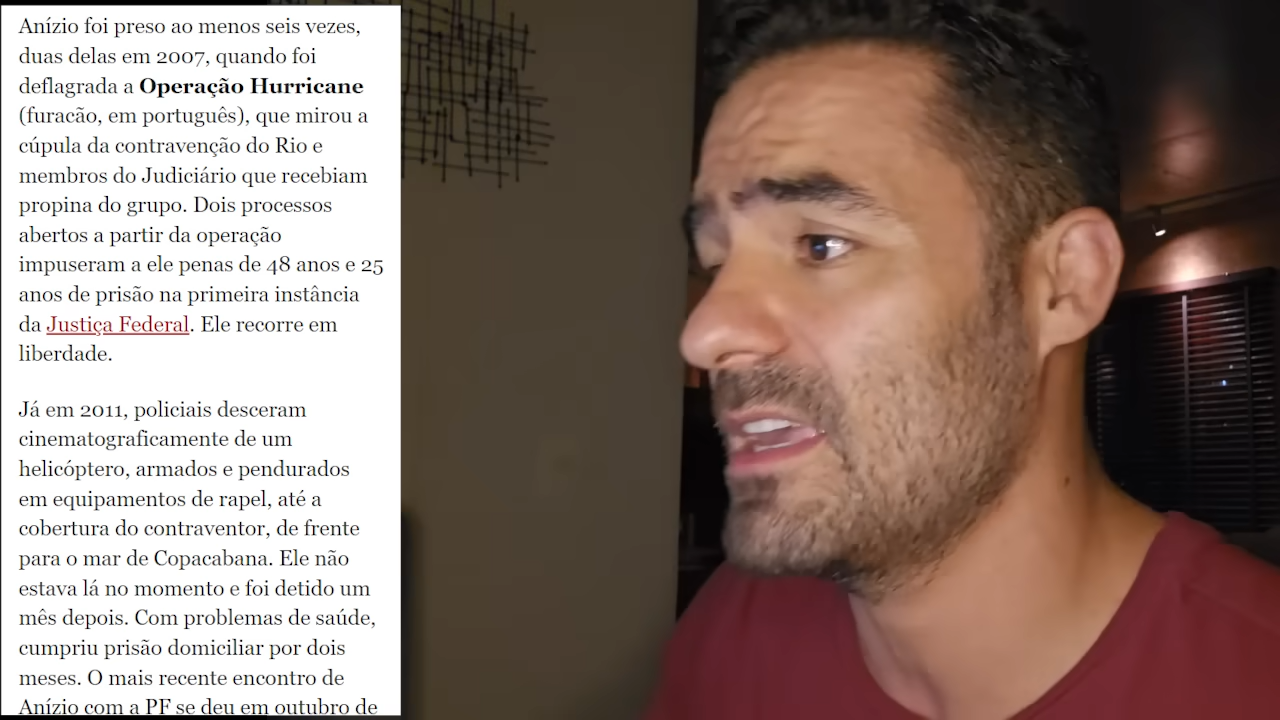 Anízio foi preso ao menos seis vezes,
duas delas em 2007, quando foi
deflagrada a Operação Hurricane
(furacão, em português), que mirou a
cúpula da contravenção do Rio e
membros do Judiciário que recebiam
propina do grupo. Dois processos
abertos a partir da operação
impuseram a ele penas de 48 anos e 25
anos de prisão na primeira instância
da Justiça Federal. Ele recorre em
liberdade.
Já em 2011, policiais desceram
cinematograficamente de um
helicóptero, armados e pendurados
em equipamentos de rapel, até a
cobertura do contraventor, de frente
para o mar de Copacabana. Ele não
estava lá no momento e foi detido um
mês depois. Com problemas de saúde,
cumpriu prisão domiciliar por dois
meses. O mais recente encontro de
Anízio com a PF se deu em outubro de